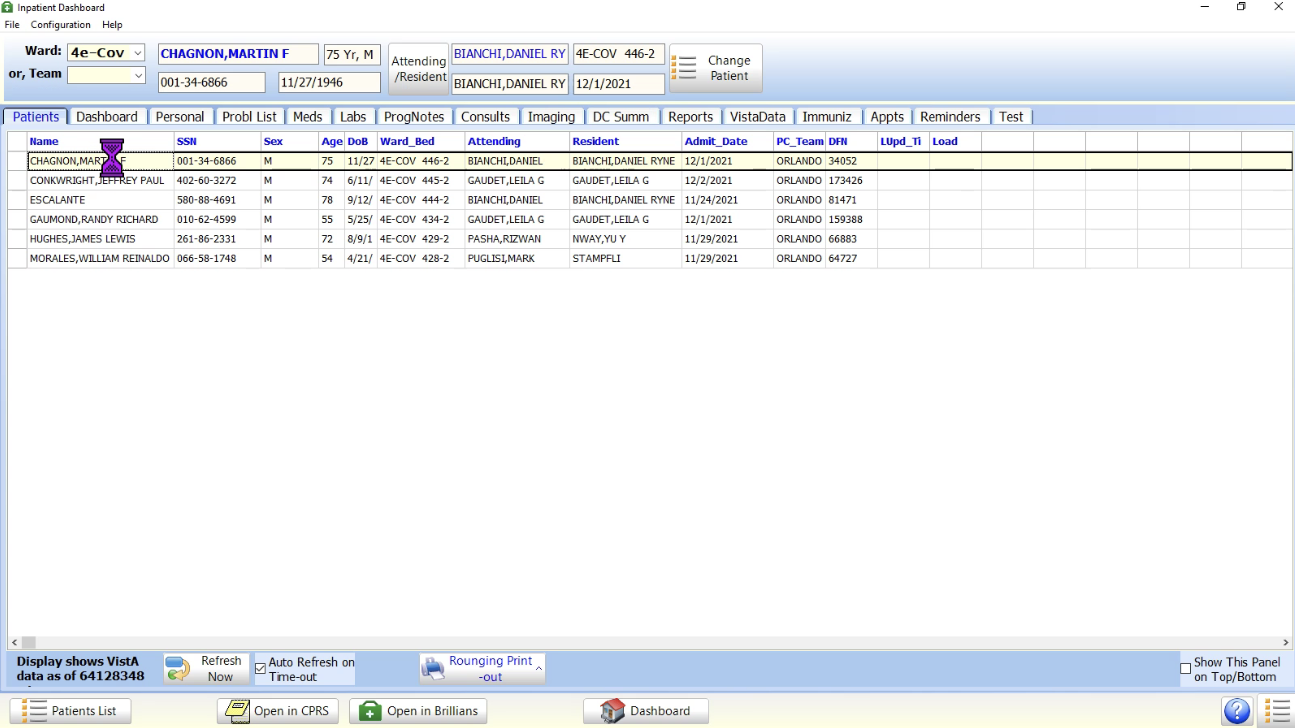 Inpatient Dashboard
File Configuration Help
Ward: 4e-Cov CHAGNON,MARTIN F 75 Yr, M Attending /Resident BIANCHI,DANIEL RY 4E-COV 446-2 Change Patient
or, Team 001-34-6866 11/27/1946 BIANCHI,DANIEL RY 12/1/2021
Patients Dashboard Personal Probl List Meds Labs ProgNotes Consults Imaging DC Summ Reports VistaData Immuniz Appts Reminders Test
Name SSN Sex Age DoB Ward_Bed Attending Resident Admit_Date PC_Team DFN LUpd_Ti Load
CHAGNON,MARTIN F 001-34-6866 M 75 11/27 4E-COV 446-2 BIANCHI,DANIEL BIANCHI,DANIEL RYNE 12/1/2021 ORLANDO 34052
CONKWRIGHT,JEFFREY PAUL 402-60-3272 M 74 6/11/ 4E-COV 445-2 GAUDET,LEILA G GAUDET,LEILA G 12/2/2021 ORLANDO 173426
ESCALANTE 580-88-4691 M 78 9/12/ 4E-COV 444-2 BIANCHI,DANIEL BIANCHI,DANIEL RYNE 11/24/2021 ORLANDO 81471
GAUMOND,RANDY RICHARD 010-62-4599 M 55 5/25/ 4E-COV 434-2 GAUDET,LEILA G GAUDET,LEILA G 12/1/2021 ORLANDO 159388
HUGHES,JAMES LEWIS 261-86-2331 M 72 8/9/1 4E-COV 429-2 PASHA,RIZWAN NWAY,YU Y 11/29/2021 ORLANDO 66883
MORALES,WILLIAM REINALDO 066-58-1748 M 54 4/21/ 4E-COV 428-2 PUGLISI,MARK STAMPFLI 11/29/2021 ORLANDO 64727
Display shows VistA Refresh Auto Refresh on Rounging Print Show This Panel
data as of 64128348 Now Time-out -out on Top/Bottom
Patients List Open in CPRS Open in Brillians Dashboard ?